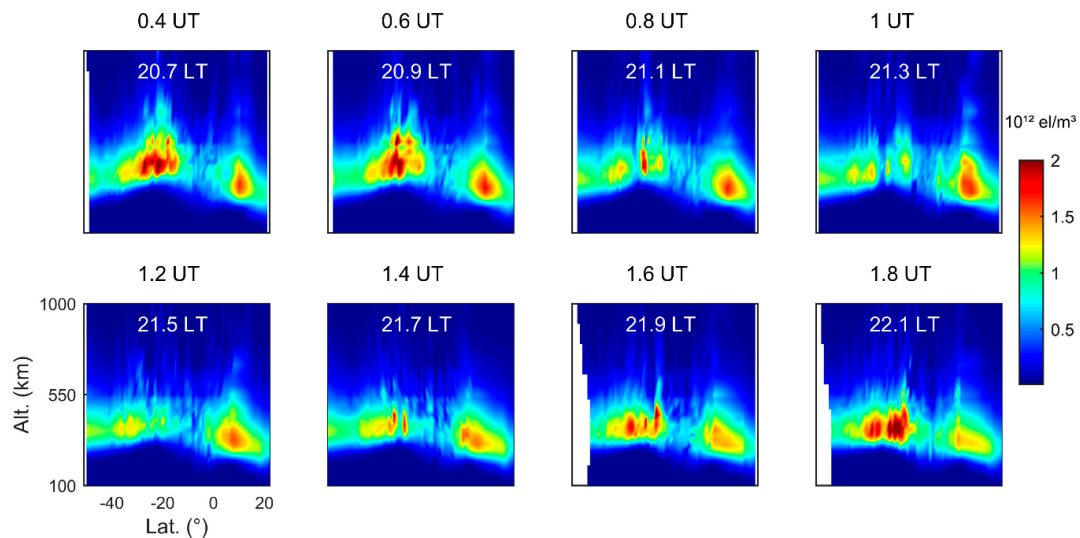 0.4 UT
0.6 UT
0.8 UT
1 UT
20.7 LT
20.9 LT
21.1 LT
21.3 LT
10¹² el/m³
2
1.5
1
0.5
1.2 UT
1.4 UT
1.6 UT
1.8 UT
21.5 LT
21.7 LT
21.9 LT
22.1 LT
1000
550
100
Alt. (km)
-40 -20 0 20
Lat. (°)